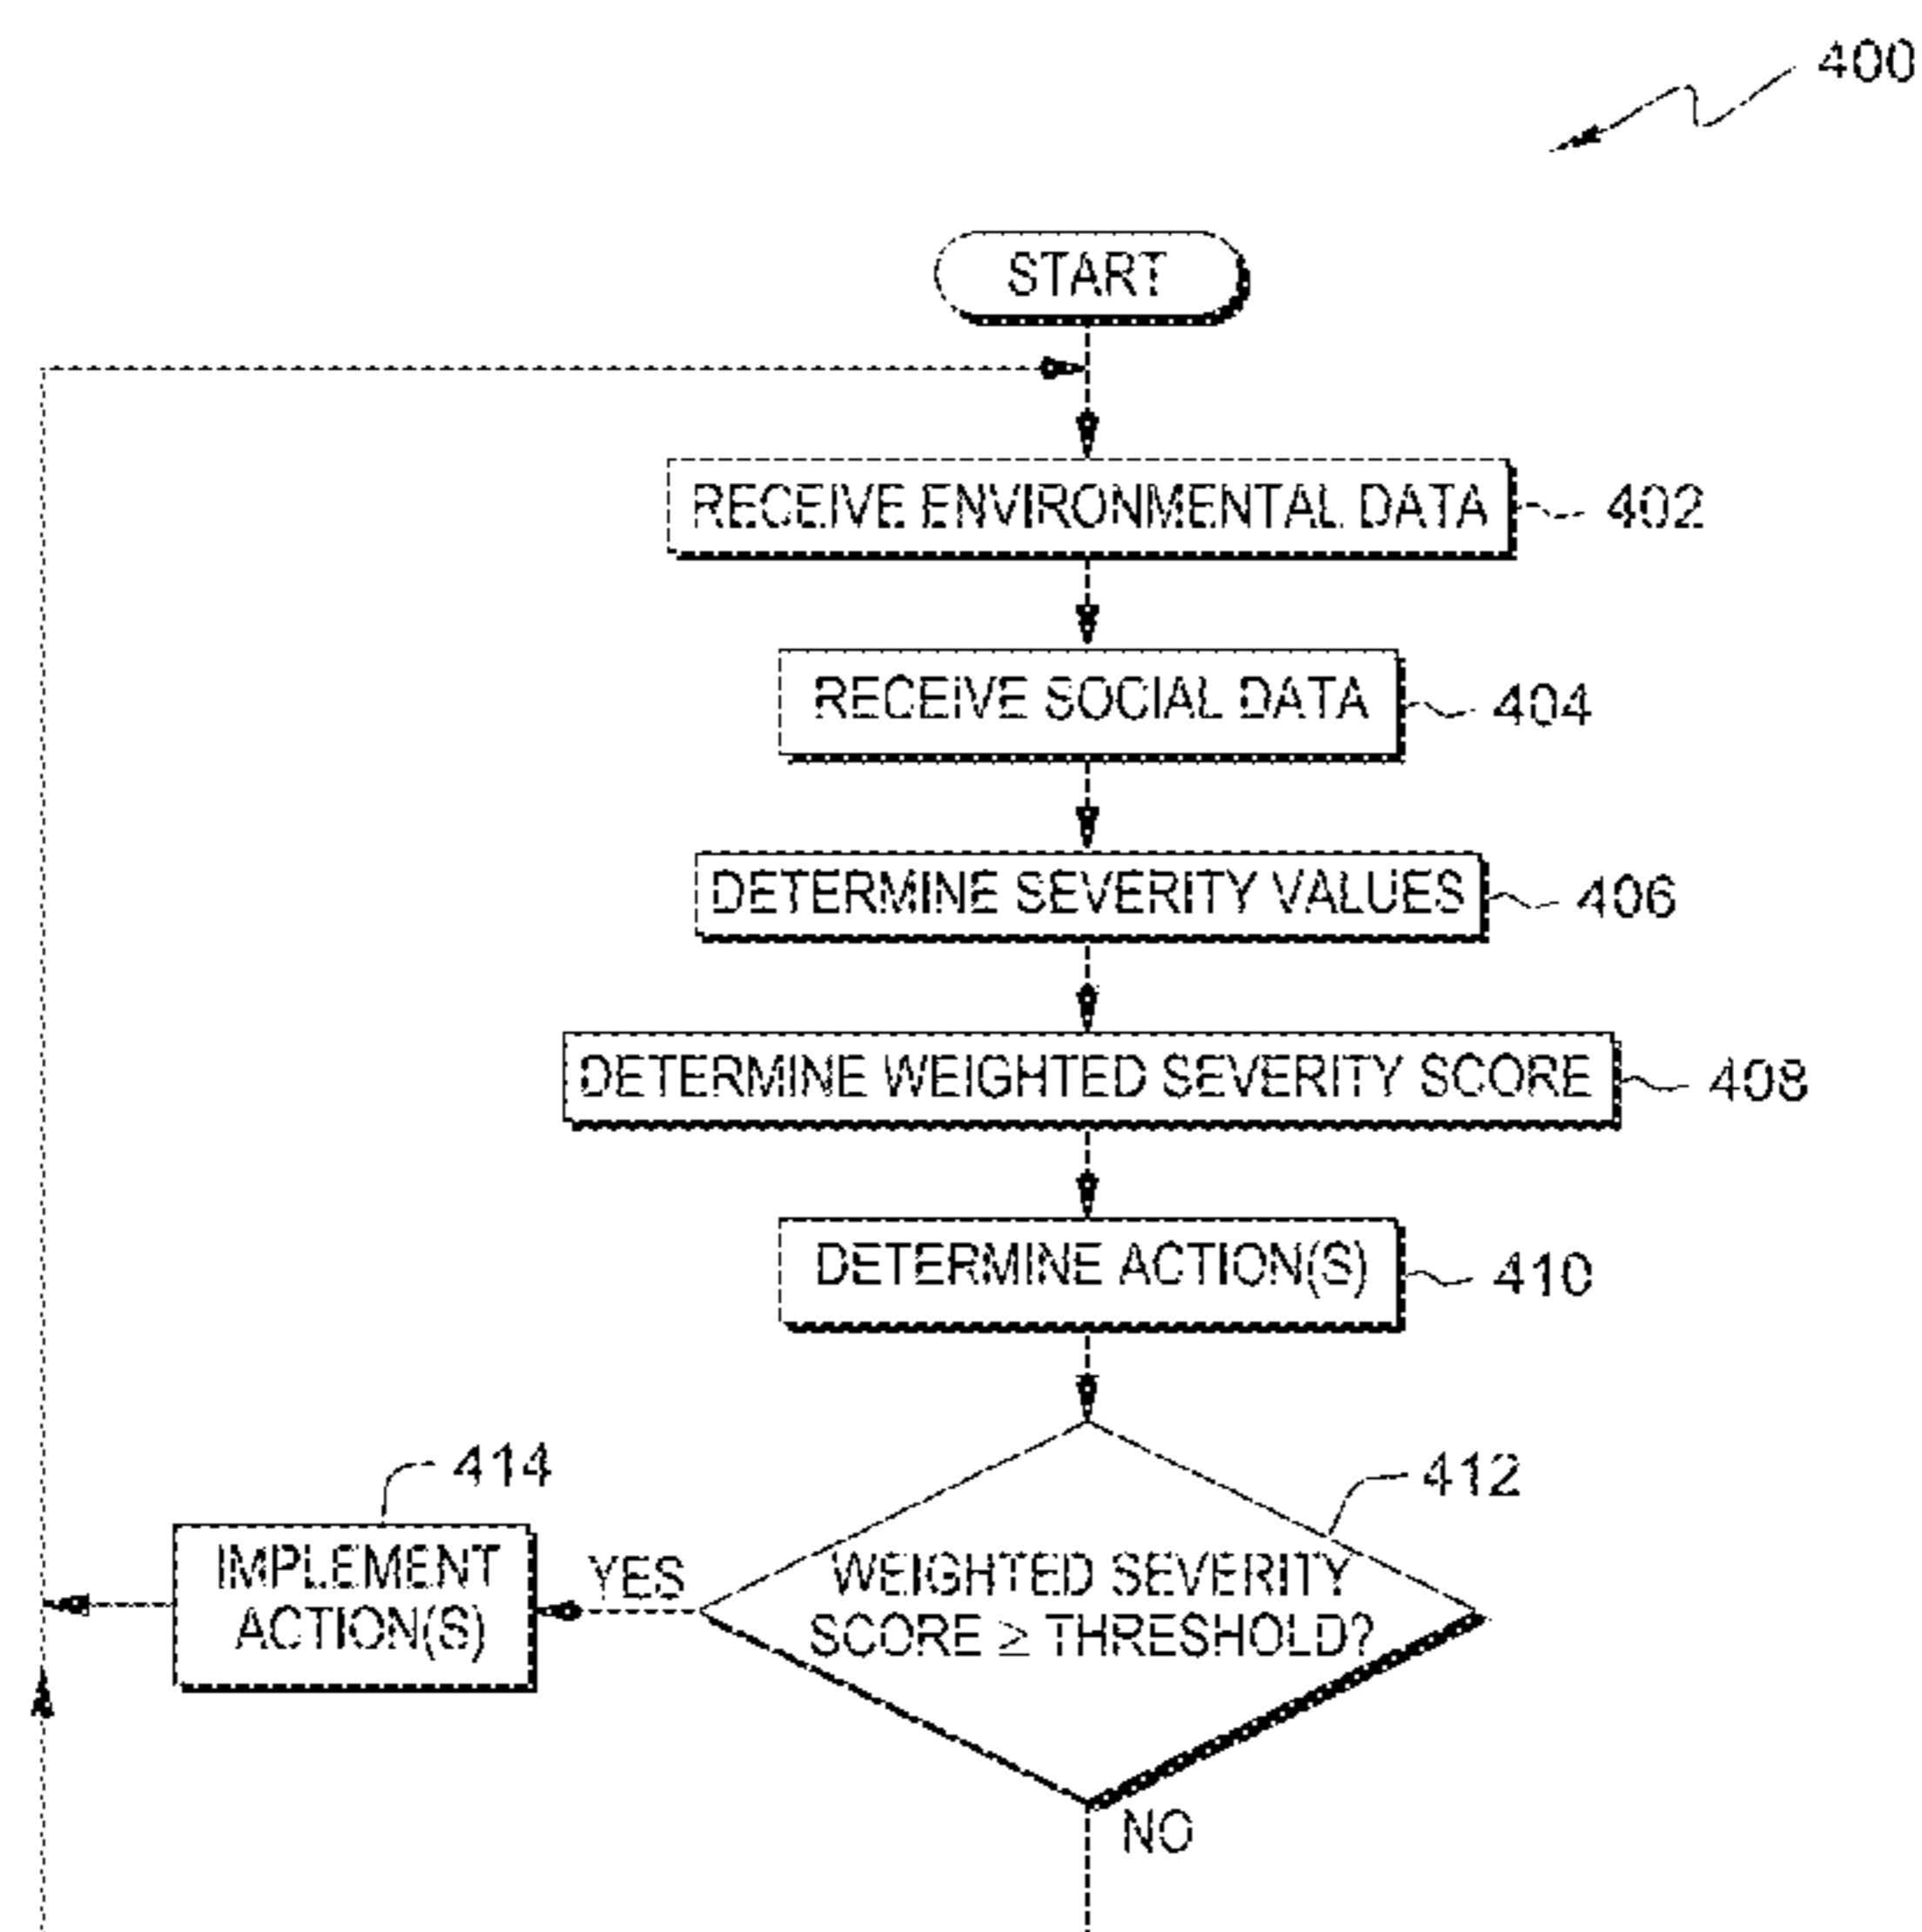 400
START
RECEIVE ENVIRONMENTAL DATA
402
RECEIVE SOCIAL DATA
404
DETERMINE SEVERITY VALUES
406
DETERMINE WEIGHTED SEVERITY SCORE
408
DETERMINE ACTION(S)
410
414
412
IMPLEMENT
ACTION(S)
YES
WEIGHTED SEVERITY
SCORE ≥ THRESHOLD?
NO